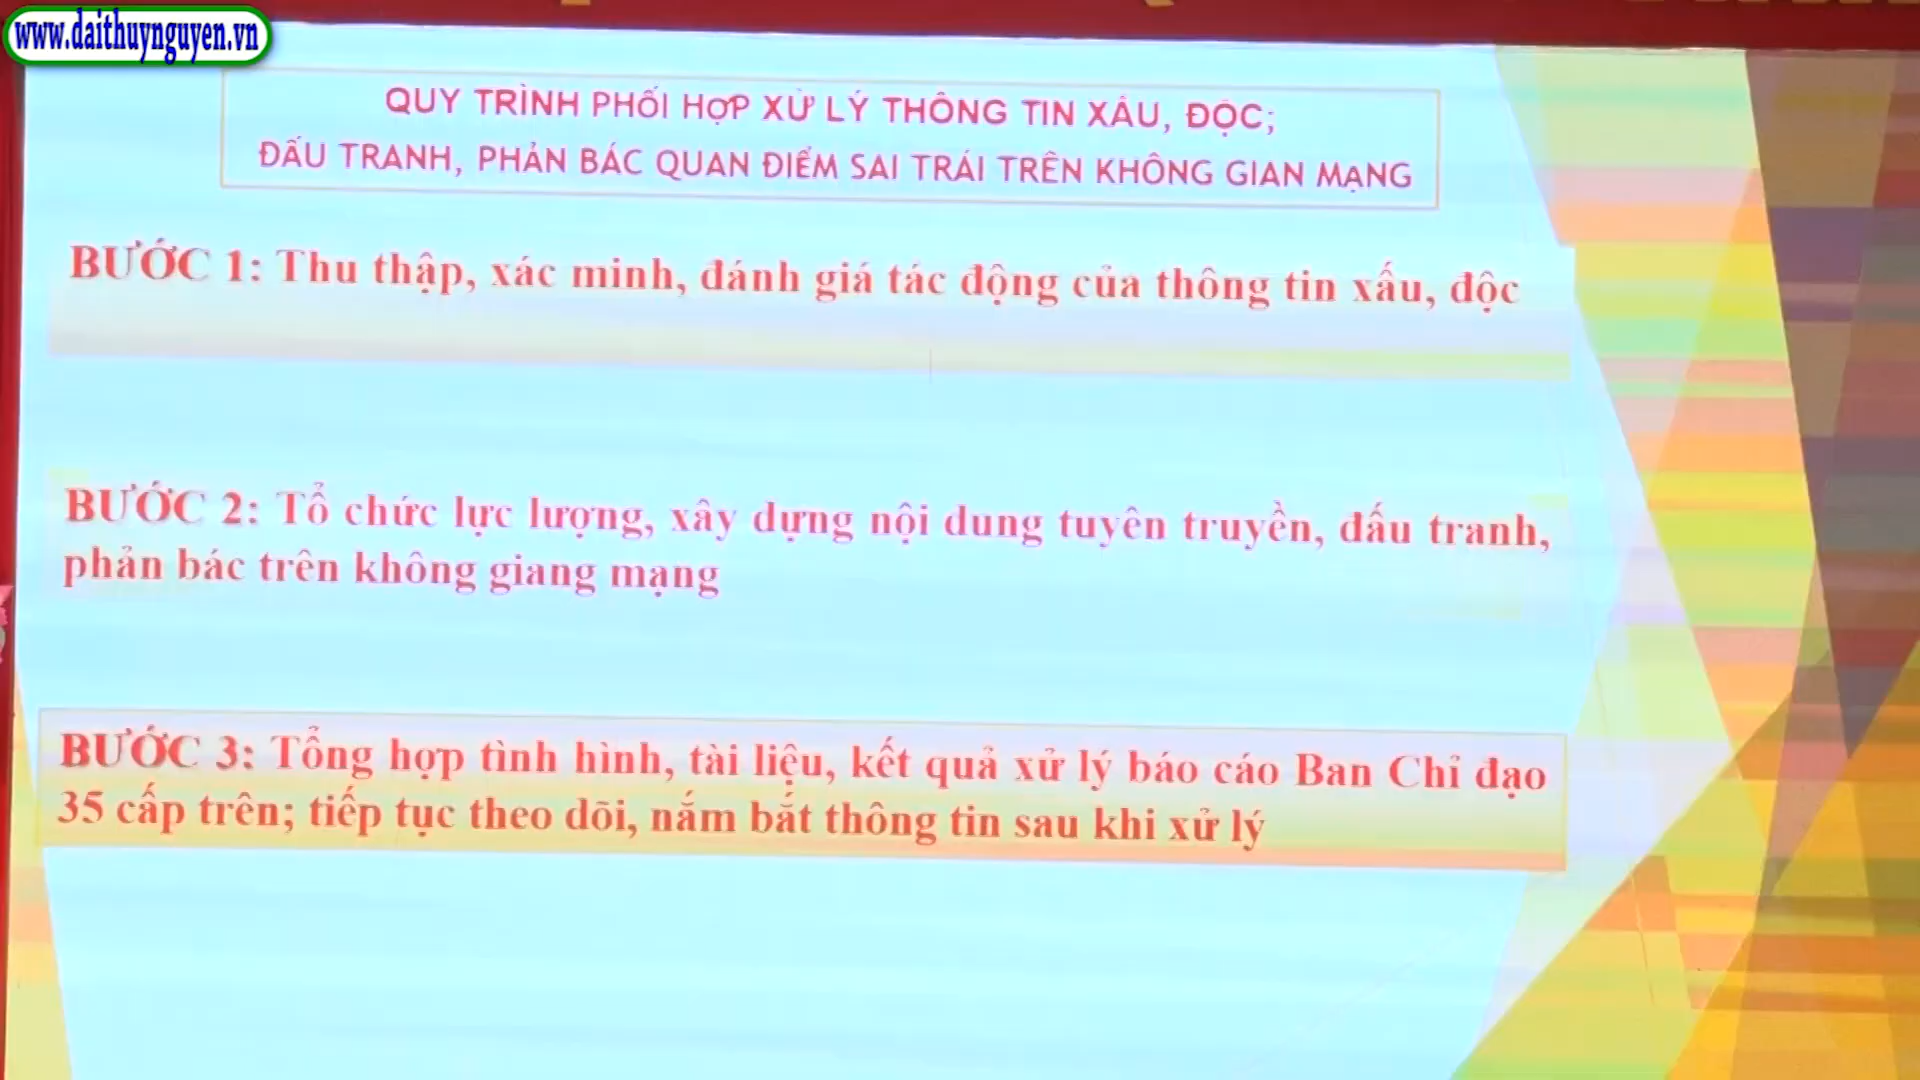 www.daithuynguyen.vn
QUY TRÌNH PHỐI HỢP XỬ LÝ THÔNG TIN XẤU, ĐỘC;
ĐẤU TRANH, PHẢN BÁC QUAN ĐIỂM SAI TRÁI TRÊN KHÔNG GIAN MẠNG
BƯỚC 1: Thu thập, xác minh, đánh giá tác động của thông tin xấu, độc
BƯỚC 2: Tổ chức lực lượng, xây dựng nội dung tuyên truyền, đấu tranh,
phản bác trên không giang mạng
BƯỚC 3: Tổng hợp tình hình, tài liệu, kết quả xử lý báo cáo Ban Chỉ đạo
35 cấp trên; tiếp tục theo dõi, nắm bắt thông tin sau khi xử lý